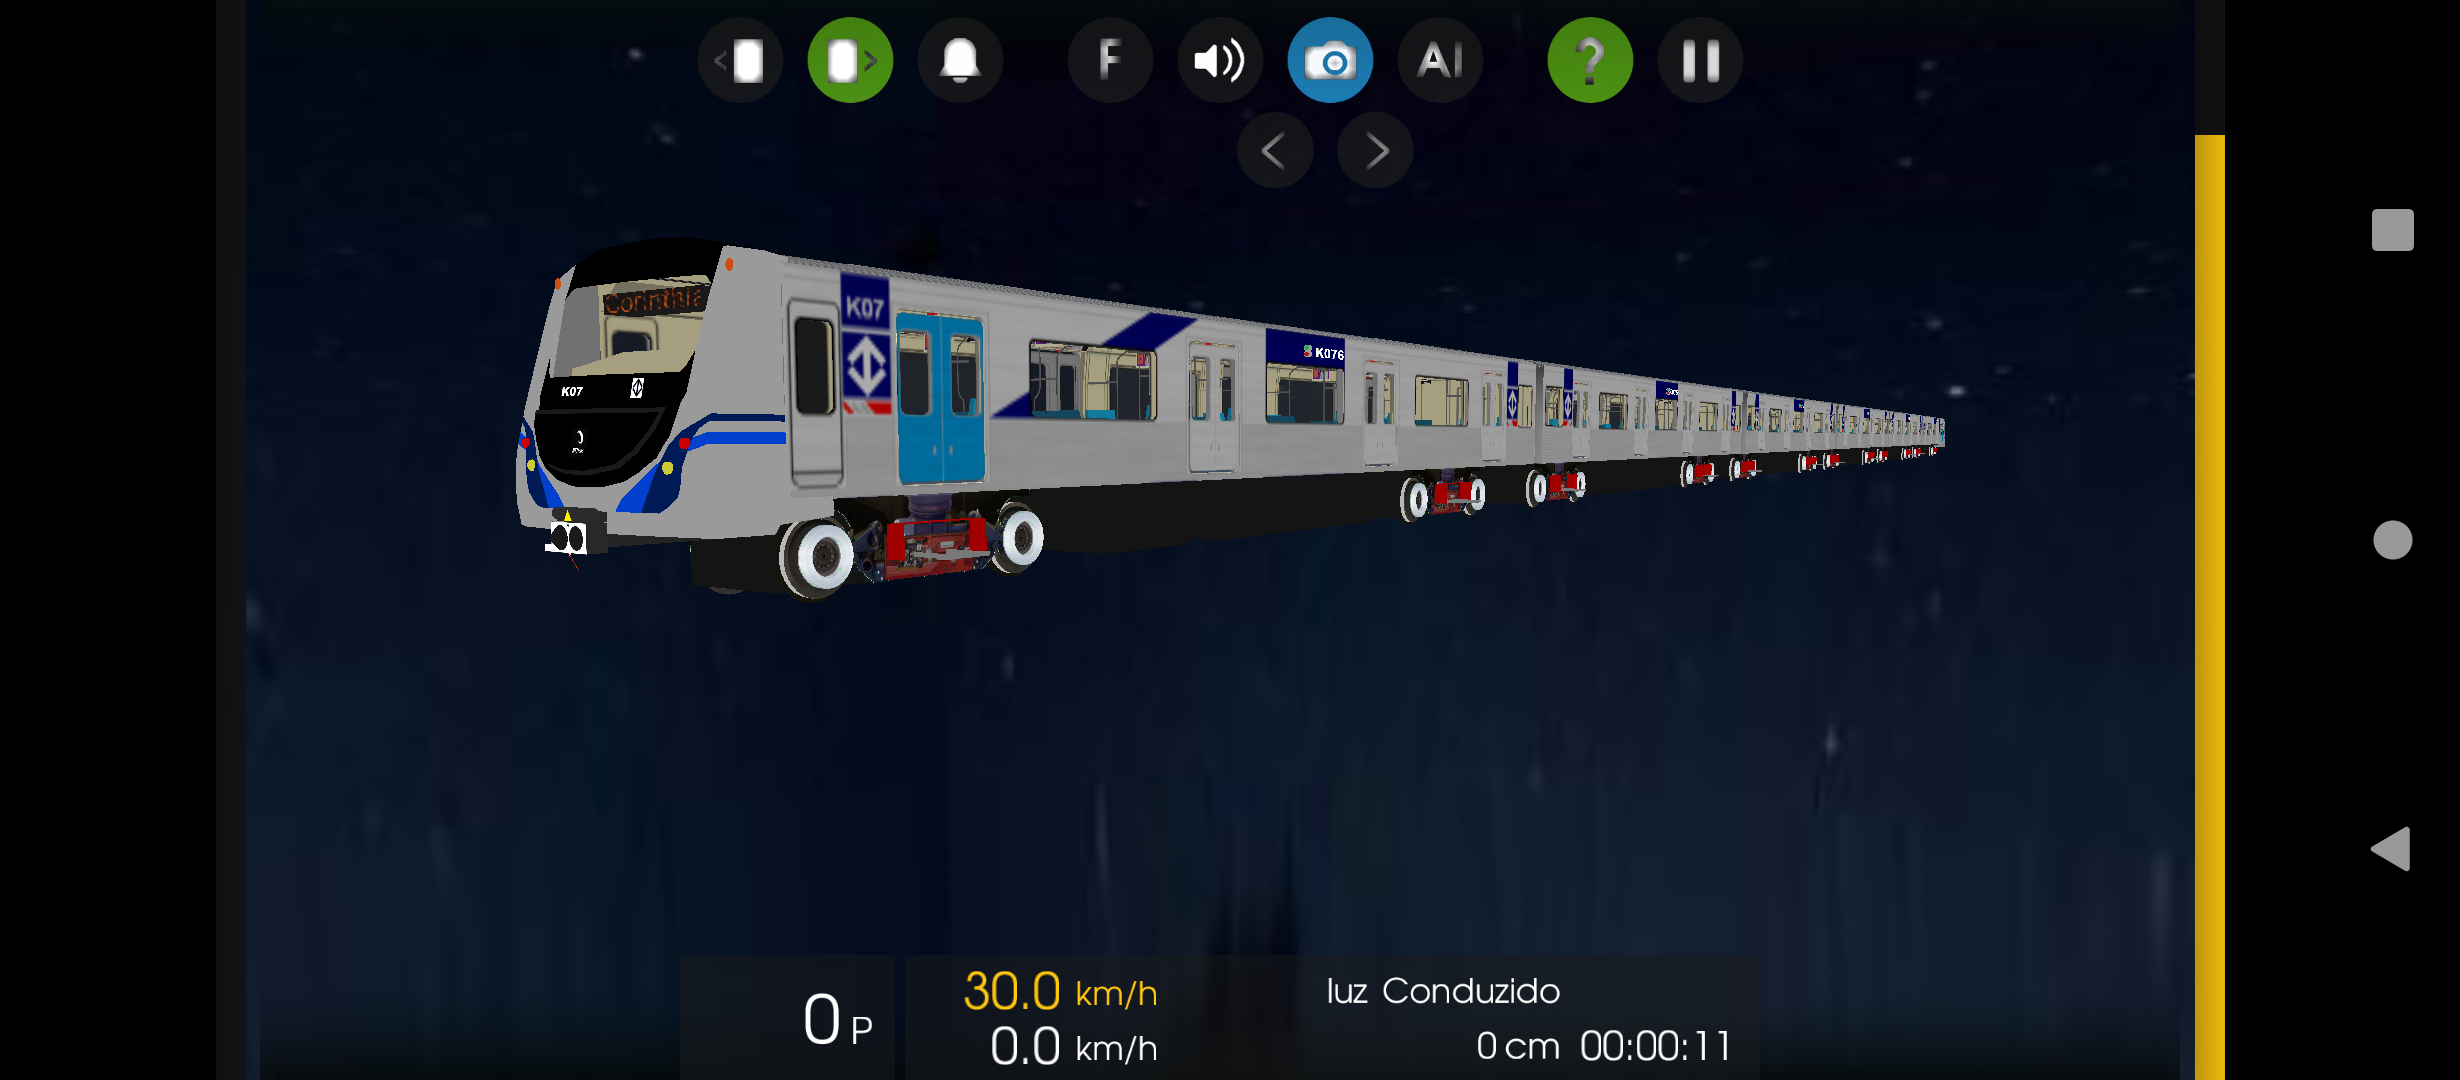 F
AI
?
Corinthia
K07
K07
K076
30.0 km/h
0 P
0.0 km/h
luz Conduzido
0 cm 00:00:11